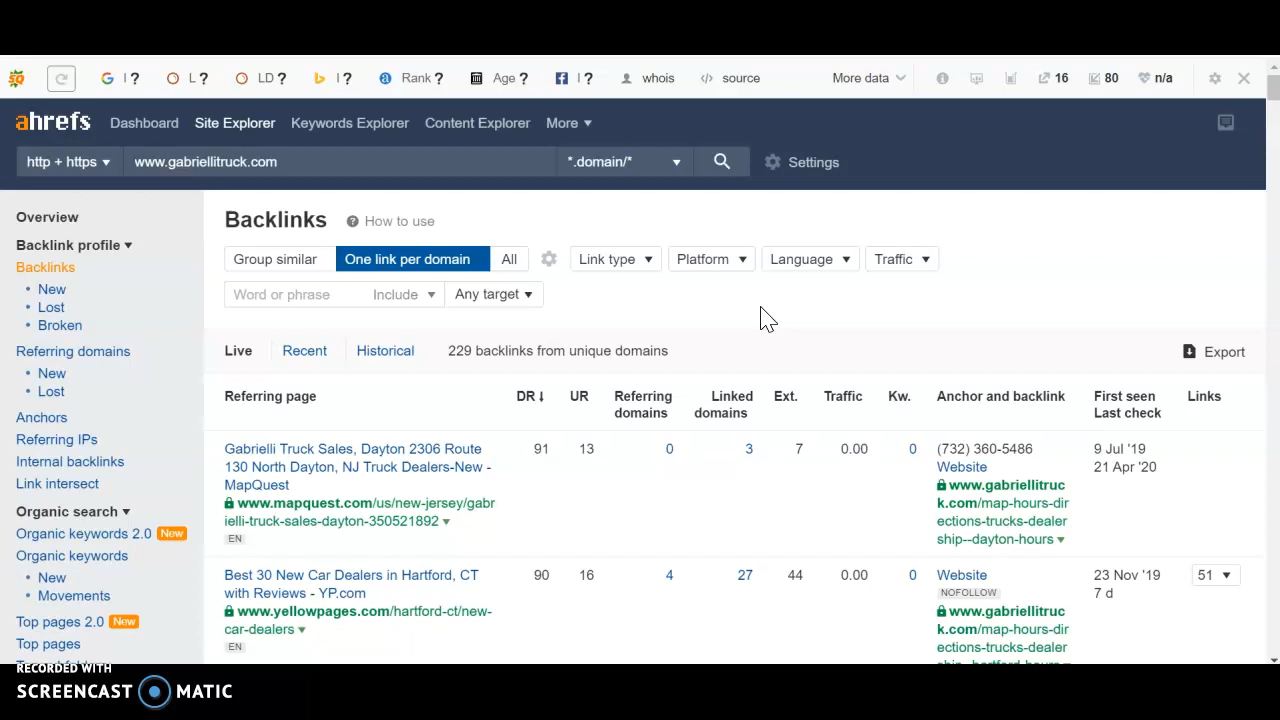 I ? L ? LD ? I ? Rank ? Age ? I ? whois source More data 16 80 n/a
ahrefs Dashboard Site Explorer Keywords Explorer Content Explorer More
http + https www.gabriellitruck.com *.domain/* Settings
Overview
Backlink profile
Backlinks
New
Lost
Broken
Referring domains
New
Lost
Anchors
Referring IPs
Internal backlinks
Link intersect
Organic search
Organic keywords 2.0 New
Organic keywords
New
Movements
Top pages 2.0 New
Top pages
Backlinks How to use
Group similar One link per domain All Link type Platform Language Traffic
Word or phrase Include Any target
Live Recent Historical 229 backlinks from unique domains Export
Referring page DR UR Referring domains Linked domains Ext. Traffic Kw. Anchor and backlink First seen Last check Links
Gabrielli Truck Sales, Dayton 2306 Route
130 North Dayton, NJ Truck Dealers-New -
MapQuest
www.mapquest.com/us/new-jersey/gabr
ielli-truck-sales-dayton-350521892
EN
91 13 0 3 7 0.00 0
(732) 360-5486
Website
www.gabriellitruc
k.com/map-hours-dir
ections-trucks-dealer
ship--dayton-hours
9 Jul '19
21 Apr '20
Best 30 New Car Dealers in Hartford, CT
with Reviews - YP.com
www.yellowpages.com/hartford-ct/new-
car-dealers
EN
90 16 4 27 44 0.00 0
Website
NOFOLLOW
www.gabriellitruc
k.com/map-hours-dir
ections-trucks-dealer
ship--hartford-hours
23 Nov '19
7 d
51
RECORDED WITH
SCREENCAST MATIC